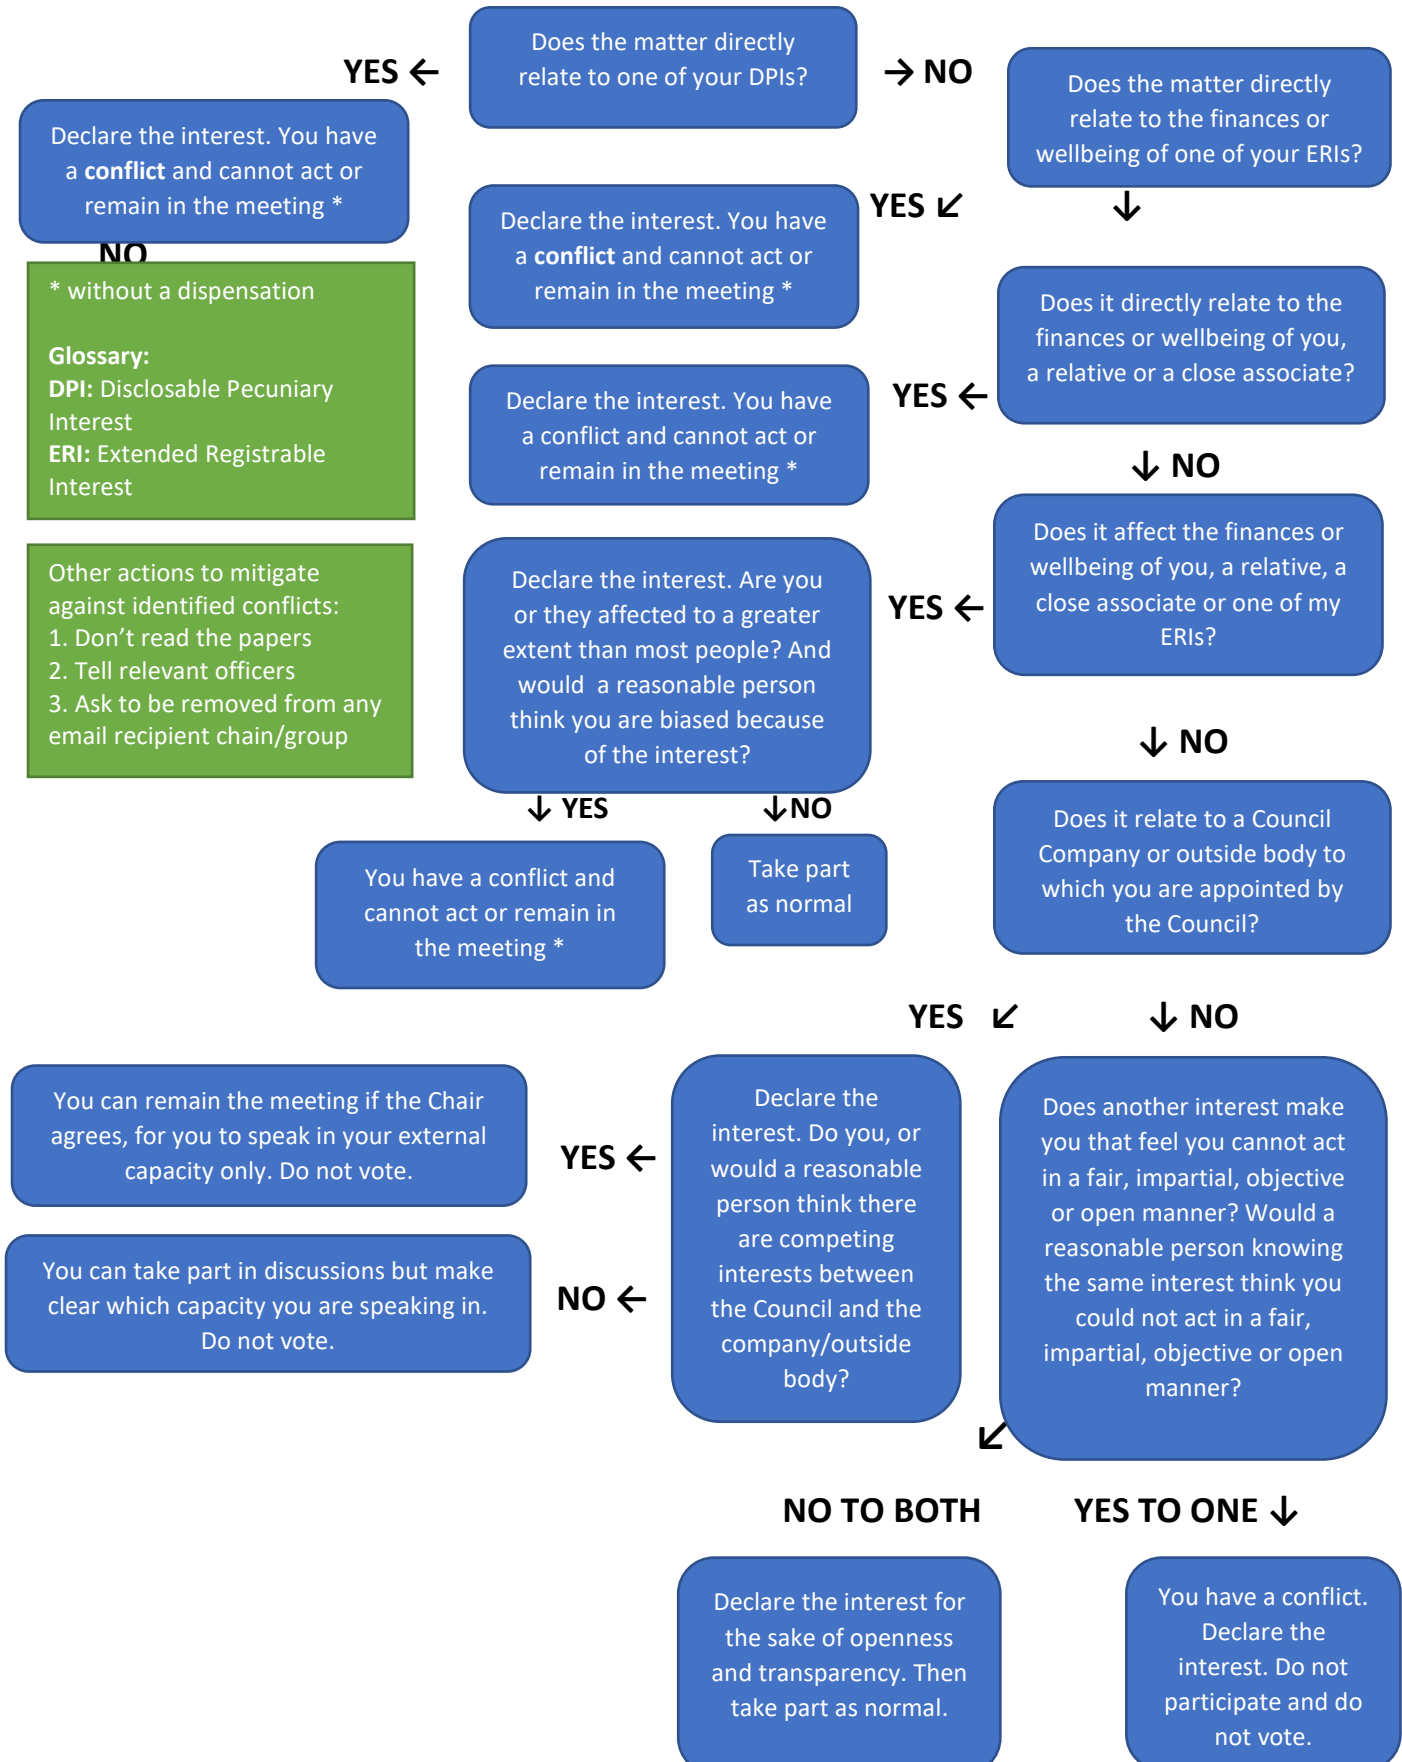 Does the matter directly
relate to one of your DPIs?
YES ←
→ NO
Does the matter directly
relate to the finances or
wellbeing of one of your ERIs?
Declare the interest. You have
a conflict and cannot act or
remain in the meeting *
NO
YES ↙
↓
Declare the interest. You have
a conflict and cannot act or
remain in the meeting *
* without a dispensation
Glossary:
DPI: Disclosable Pecuniary
Interest
ERI: Extended Registrable
Interest
Does it directly relate to the
finances or wellbeing of you,
a relative or a close associate?
YES ←
Declare the interest. You have
a conflict and cannot act or
remain in the meeting *
↓ NO
Does it affect the finances or
wellbeing of you, a relative, a
close associate or one of my
ERIs?
YES ←
Declare the interest. Are you
or they affected to a greater
extent than most people? And
would  a reasonable person
think you are biased because
of the interest?
Other actions to mitigate
against identified conflicts:
1. Don’t read the papers
2. Tell relevant officers
3. Ask to be removed from any
email recipient chain/group
↓ YES
↓NO
You have a conflict and
cannot act or remain in
the meeting *
Take part
as normal
↓ NO
Does it relate to a Council
Company or outside body to
which you are appointed by
the Council?
YES ↙
↓ NO
Declare the
interest. Do you, or
would a reasonable
person think there
are competing
interests between
the Council and the
company/outside
body?
YES ←
You can remain the meeting if the Chair
agrees, for you to speak in your external
capacity only. Do not vote.
NO ←
You can take part in discussions but make
clear which capacity you are speaking in.
Do not vote.
Does another interest make
you that feel you cannot act
in a fair, impartial, objective
or open manner? Would a
reasonable person knowing
the same interest think you
could not act in a fair,
impartial, objective or open
manner?
↙
NO TO BOTH
YES TO ONE ↓
Declare the interest for
the sake of openness
and transparency. Then
take part as normal.
You have a conflict.
Declare the
interest. Do not
participate and do
not vote.